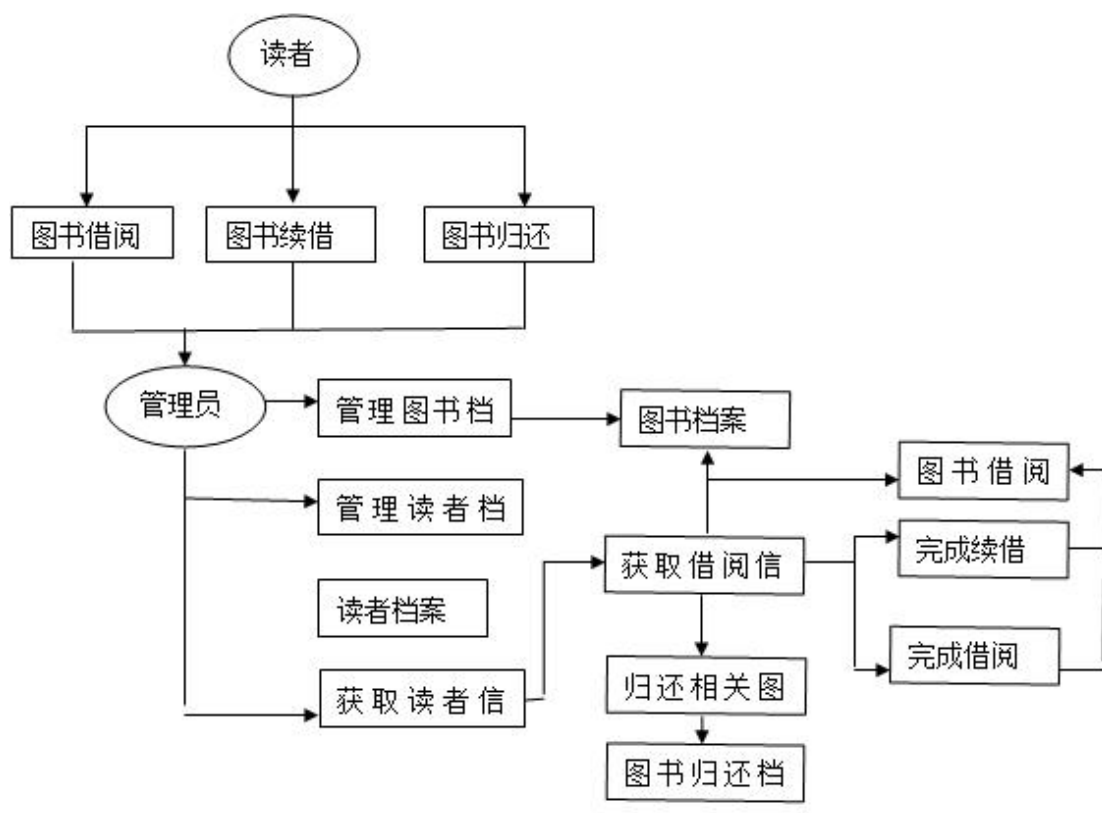 读者
图书借阅
图书续借
图书归还
管理员
管理图书档
图书档案
图书借阅
管理读者档
完成续借
获取借阅信
读者档案
完成借阅
获取读者信
归还相关图
图书归还档